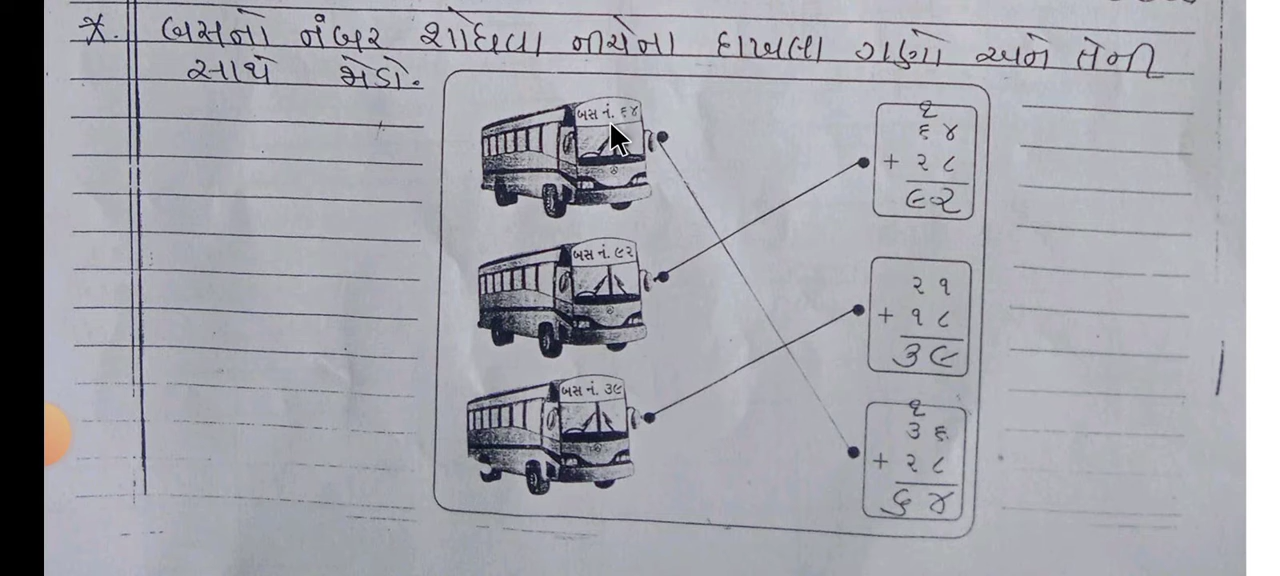 *. બસનો નંબર શોધવા નીચેના દાખલા ગણો અને તેની
સાથે જોડો.
બસ નં. ૬૪
બસ નં. ૯૨
બસ નં. ૩૯
૧
૬૪
+ ૨૮
૯૨
૨૧
+ ૧૮
૩૯
૧
૩૬
+ ૨૮
૬૪